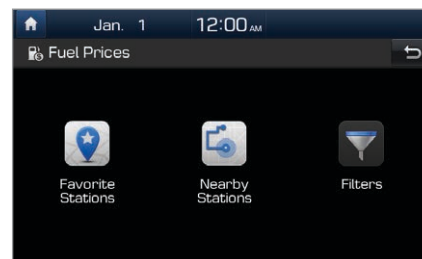 Jan. 1 12:00 AM
Fuel Prices
Favorite
Stations
Nearby
Stations
Filters